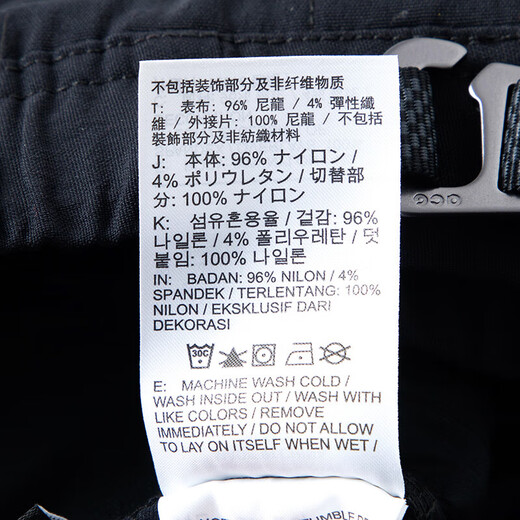 不包括装饰部分及非纤维物质
T: 表布: 96% 尼龍 / 4% 彈性纖
維 / 外接片: 100% 尼龍 / 不包括
裝飾部分及非紡織材料
J: 本体: 96% ナイロン /
4% ポリウレタン / 切替部
分: 100% ナイロン
K: 섬유혼용율 / 겉감: 96%
나일론 / 4% 폴리우레탄 / 덧
붙임: 100% 나일론
IN: BADAN: 96% NILON / 4%
SPANDEK / TERLENTANG: 100%
NILON / EKSKLUSIF DARI
DEKORASI
30C
E: MACHINE WASH COLD /
WASH INSIDE OUT / WASH WITH
LIKE COLORS / REMOVE
IMMEDIATELY / DO NOT ALLOW
TO LAY ON ITSELF WHEN WET /